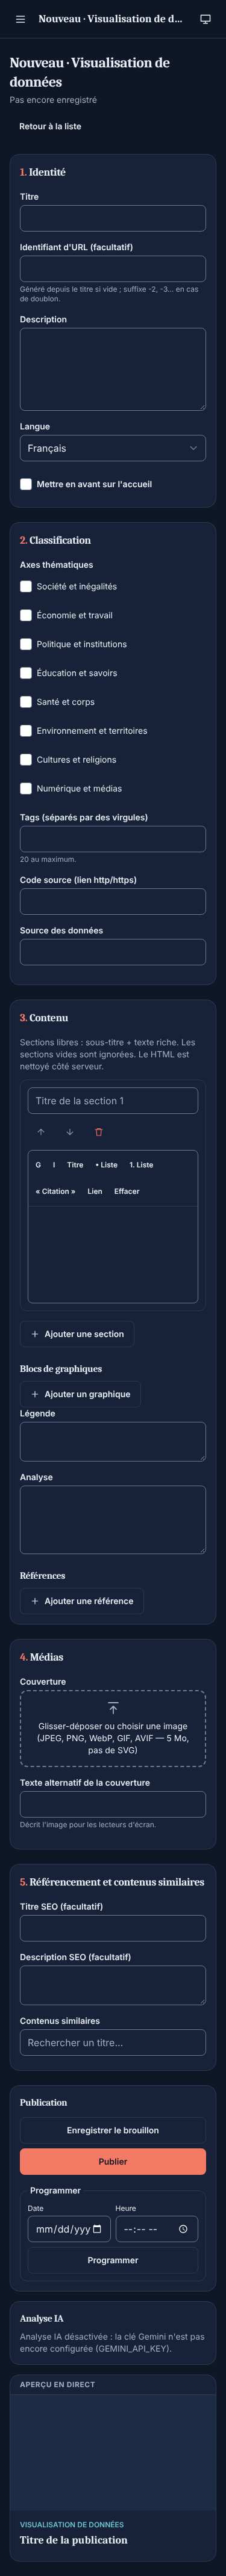 Nouveau · Visualisation de d...
Nouveau · Visualisation de
données
Pas encore enregistré
Retour à la liste
1. Identité
Titre
Identifiant d'URL (facultatif)
Généré depuis le titre si vide ; suffixe -2, -3… en cas
de doublon.
Description
Langue
Français
Mettre en avant sur l'accueil
2. Classification
Axes thématiques
Société et inégalités
Économie et travail
Politique et institutions
Éducation et savoirs
Santé et corps
Environnement et territoires
Cultures et religions
Numérique et médias
Tags (séparés par des virgules)
20 au maximum.
Code source (lien http/https)
Source des données
3. Contenu
Sections libres : sous-titre + texte riche. Les
sections vides sont ignorées. Le HTML est
nettoyé côté serveur.
Titre de la section 1
G I Titre • Liste 1. Liste
« Citation » Lien Effacer
Ajouter une section
Blocs de graphiques
Ajouter un graphique
Légende
Analyse
Références
Ajouter une référence
4. Médias
Couverture
Glisser-déposer ou choisir une image
(JPEG, PNG, WebP, GIF, AVIF — 5 Mo,
pas de SVG)
Texte alternatif de la couverture
Décrit l'image pour les lecteurs d'écran.
5. Référencement et contenus similaires
Titre SEO (facultatif)
Description SEO (facultatif)
Contenus similaires
Rechercher un titre…
Publication
Enregistrer le brouillon
Publier
Programmer
Date Heure
mm/dd/yyyy --:-- --
Programmer
Analyse IA
Analyse IA désactivée : la clé Gemini n'est pas
encore configurée (GEMINI_API_KEY).
APERÇU EN DIRECT
VISUALISATION DE DONNÉES
Titre de la publication